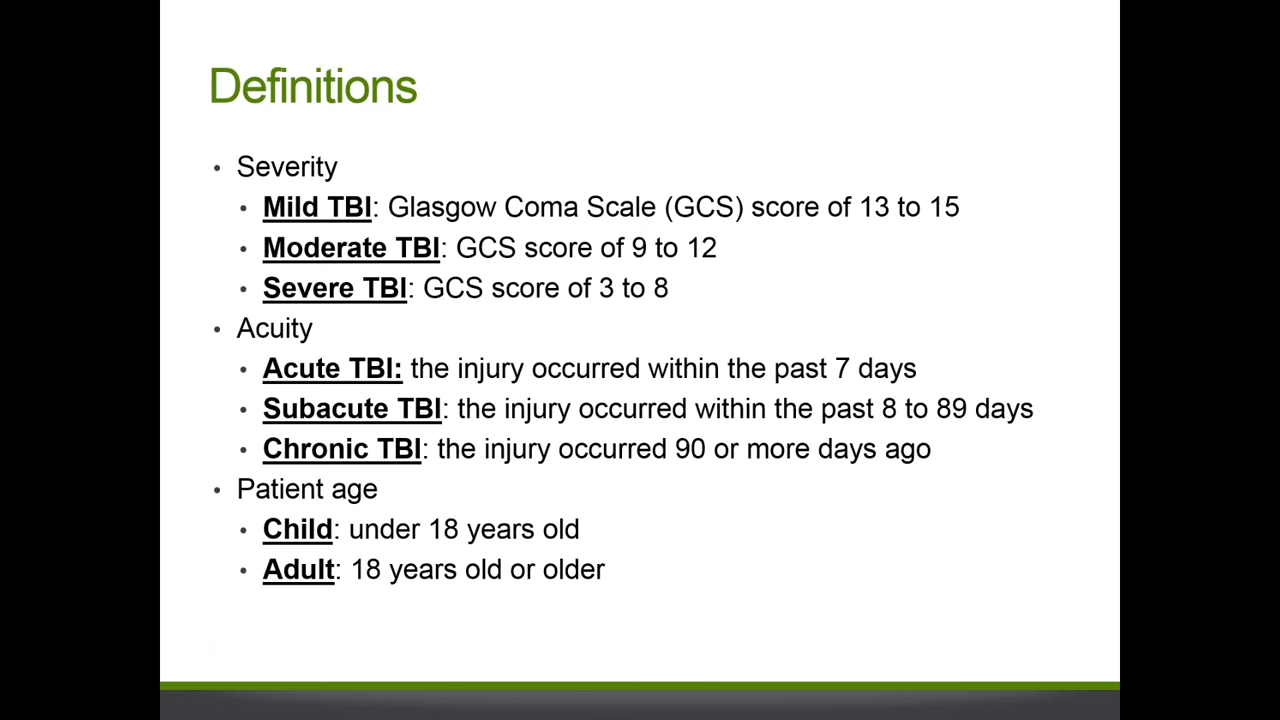 Definitions
• Severity
• Mild TBI: Glasgow Coma Scale (GCS) score of 13 to 15
• Moderate TBI: GCS score of 9 to 12
• Severe TBI: GCS score of 3 to 8
• Acuity
• Acute TBI: the injury occurred within the past 7 days
• Subacute TBI: the injury occurred within the past 8 to 89 days
• Chronic TBI: the injury occurred 90 or more days ago
• Patient age
• Child: under 18 years old
• Adult: 18 years old or older